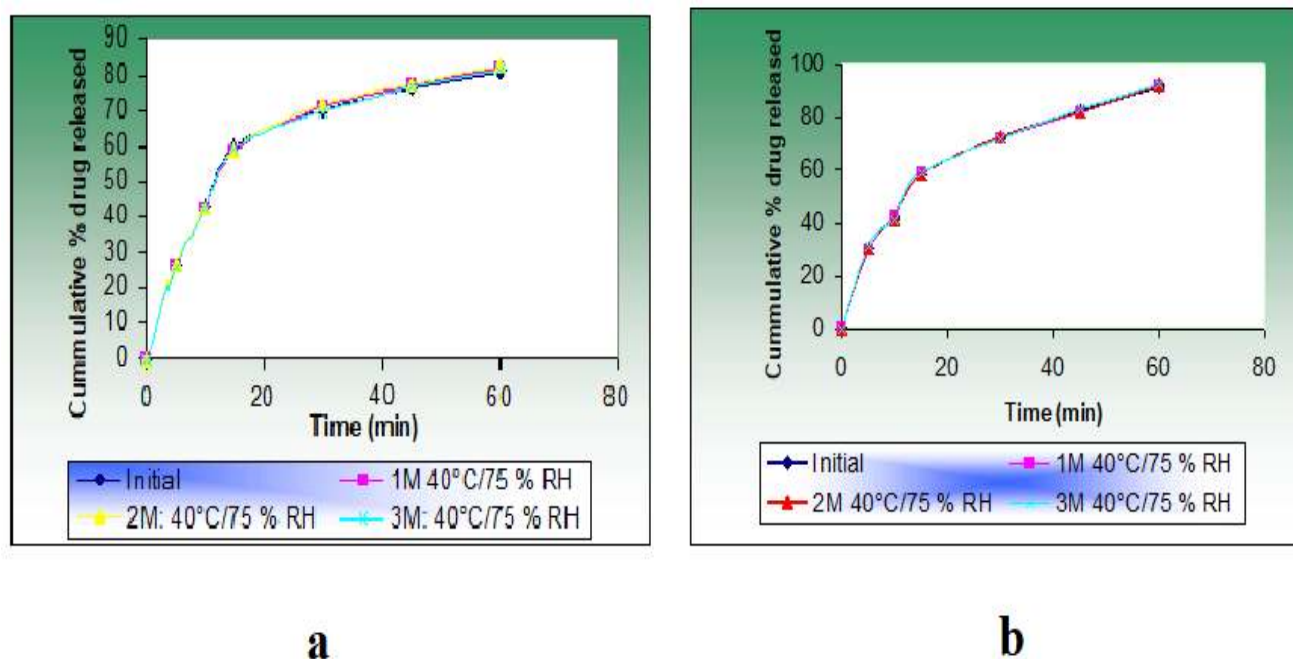 Cummulative % drug released
90
80
70
60
50
40
30
20
10
0
0 20 40 60 80
Time (min)
Initial 1M 40°C/75 % RH
2M: 40°C/75 % RH 3M: 40°C/75 % RH
a
Cummulative % drug released
100
80
60
40
20
0
0 20 40 60 80
Time (min)
Initial 1M 40°C/75 % RH
2M 40°C/75 % RH 3M 40°C/75 % RH
b